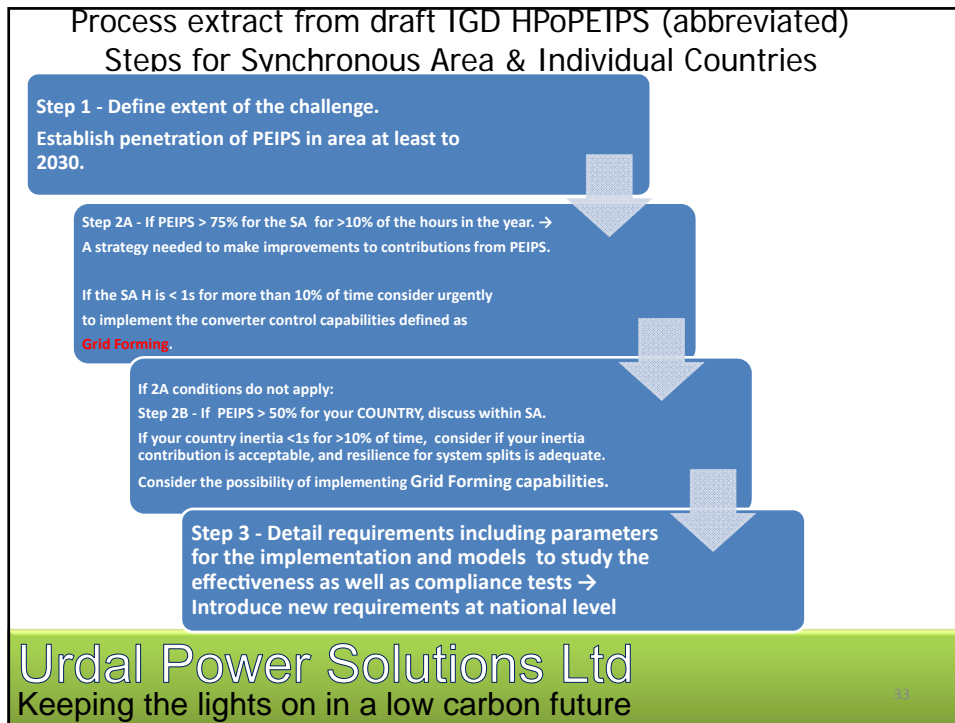 Process extract from draft IGD HPoPEIPS (abbreviated)
Steps for Synchronous Area & Individual Countries
Step 1 - Define extent of the challenge.
Establish penetration of PEIPS in area at least to
2030.
Step 2A - If PEIPS > 75% for the SA for >10% of the hours in the year. →
A strategy needed to make improvements to contributions from PEIPS.
If the SA H is < 1s for more than 10% of time consider urgently
to implement the converter control capabilities defined as
Grid Forming.
If 2A conditions do not apply:
Step 2B - If PEIPS > 50% for your COUNTRY, discuss within SA.
If your country inertia <1s for >10% of time, consider if your inertia
contribution is acceptable, and resilience for system splits is adequate.
Consider the possibility of implementing Grid Forming capabilities.
Step 3 - Detail requirements including parameters
for the implementation and models to study the
effectiveness as well as compliance tests →
Introduce new requirements at national level
Urdal Power Solutions Ltd
Keeping the lights on in a low carbon future
33